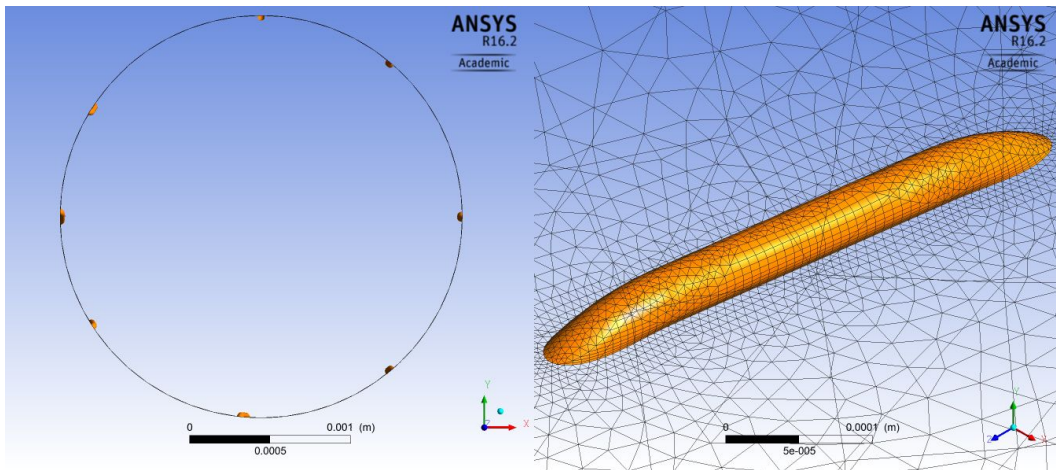 ANSYS
R16.2
Academic
Y
Z
X
0
0.001 (m)
0.0005
ANSYS
R16.2
Academic
Y
Z
X
0
0.0001 (m)
5e-005